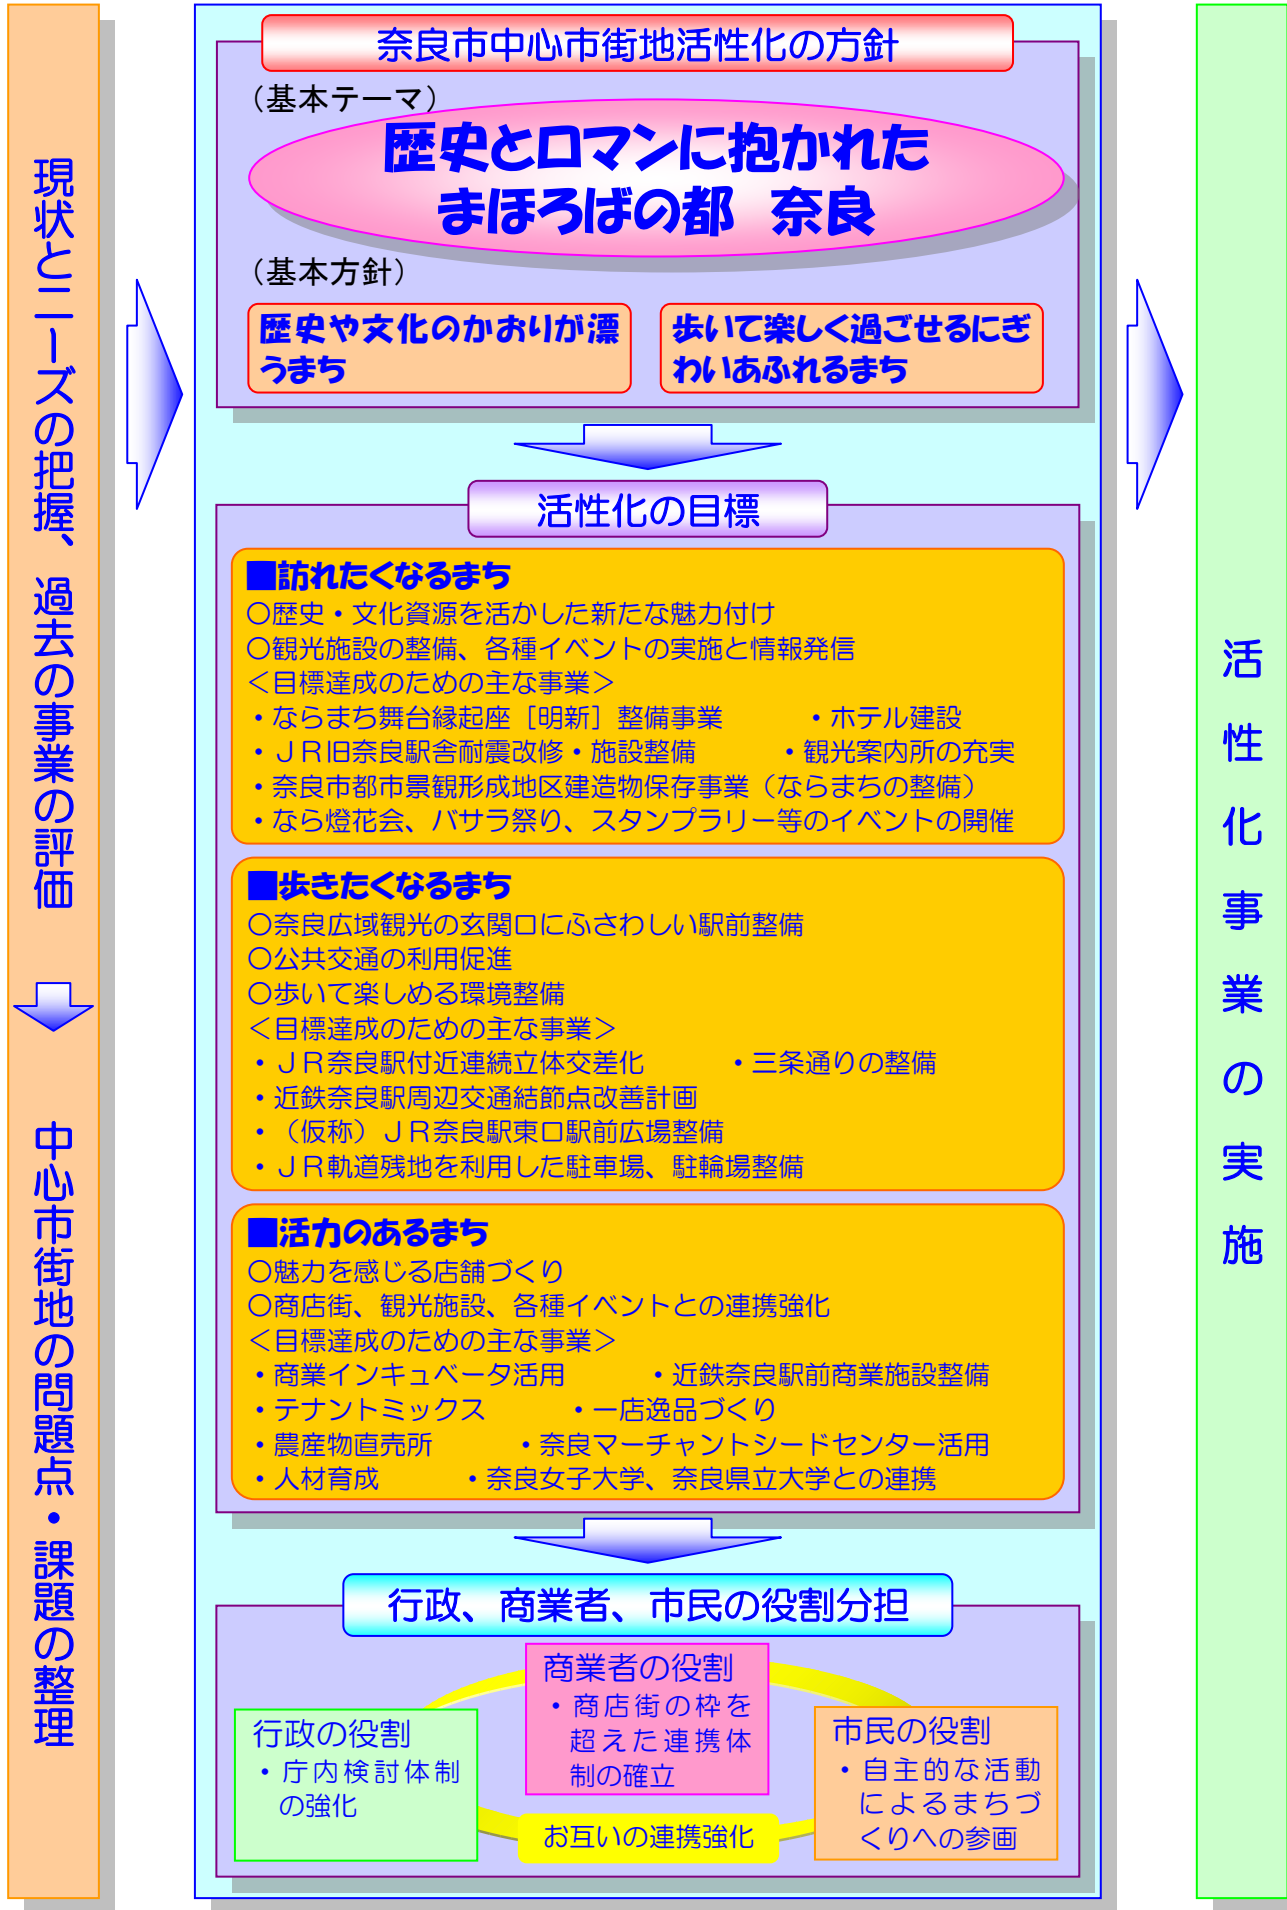 現状とニーズの把握、過去の事業の評価
中心市街地の問題点・課題の整理
奈良市中心市街地活性化の方針
（基本テーマ）
歴史とロマンに抱かれた
まほろばの都　奈良
（基本方針）
歴史や文化のかおりが漂
うまち
歩いて楽しく過ごせるにぎ
わいあふれるまち
活性化の目標
■訪れたくなるまち
○歴史・文化資源を活かした新たな魅力付け
○観光施設の整備、各種イベントの実施と情報発信
＜目標達成のための主な事業＞
・ならまち舞台縁起座［明新］整備事業　　　・ホテル建設
・ＪＲ旧奈良駅舎耐震改修・施設整備　　　・観光案内所の充実
・奈良市都市景観形成地区建造物保存事業（ならまちの整備）
・なら燈花会、バサラ祭り、スタンプラリー等のイベントの開催
■歩きたくなるまち
○奈良広域観光の玄関口にふさわしい駅前整備
○公共交通の利用促進
○歩いて楽しめる環境整備
＜目標達成のための主な事業＞
・ＪＲ奈良駅付近連続立体交差化　　　・三条通りの整備
・近鉄奈良駅周辺交通結節点改善計画
・（仮称）ＪＲ奈良駅東口駅前広場整備
・ＪＲ軌道残地を利用した駐車場、駐輪場整備
■活力のあるまち
○魅力を感じる店舗づくり
○商店街、観光施設、各種イベントとの連携強化
＜目標達成のための主な事業＞
・商業インキュベータ活用　　　・近鉄奈良駅前商業施設整備
・テナントミックス　　　・一店逸品づくり
・農産物直売所　　　・奈良マーチャントシードセンター活用
・人材育成　　　・奈良女子大学、奈良県立大学との連携
行政、商業者、市民の役割分担
商業者の役割
・商店街の枠を
超えた連携体
制の確立
行政の役割
・庁内検討体制
の強化
市民の役割
・自主的な活動
によるまちづ
くりへの参画
お互いの連携強化
活性化事業の実施